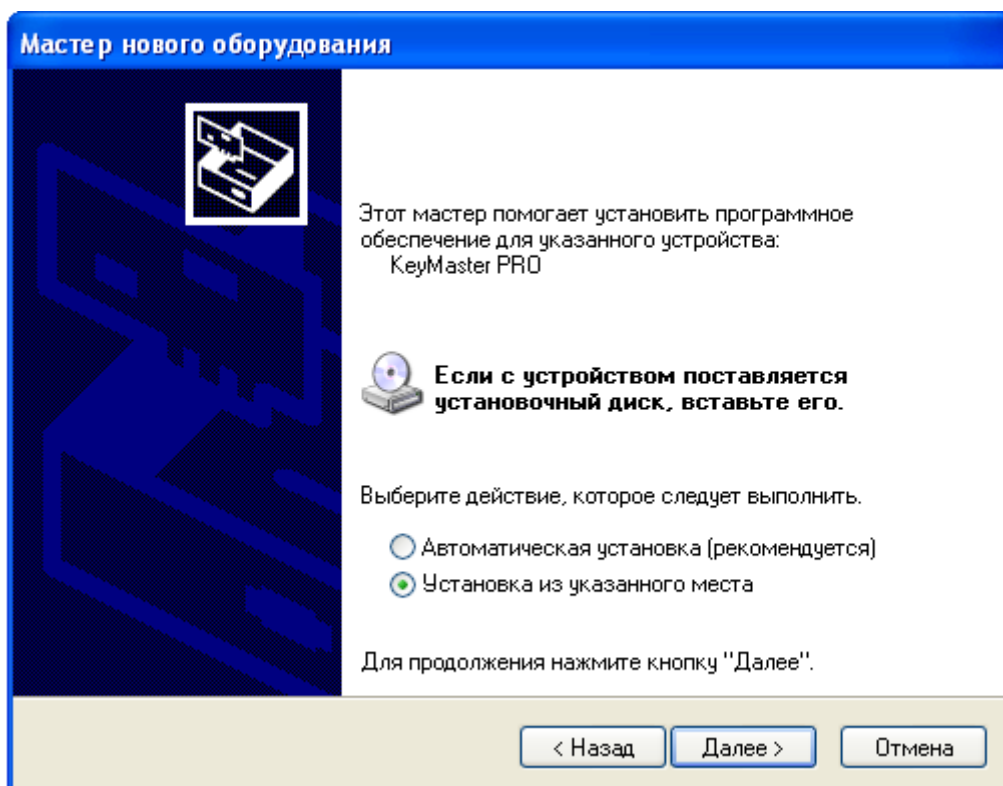 Мастер нового оборудования
Этот мастер помогает установить программное
обеспечение для указанного устройства:
KeyMaster PRO
Если с устройством поставляется
установочный диск, вставьте его.
Выберите действие, которое следует выполнить.
Автоматическая установка (рекомендуется)
Установка из указанного места
Для продолжения нажмите кнопку "Далее".
< Назад
Далее >
Отмена